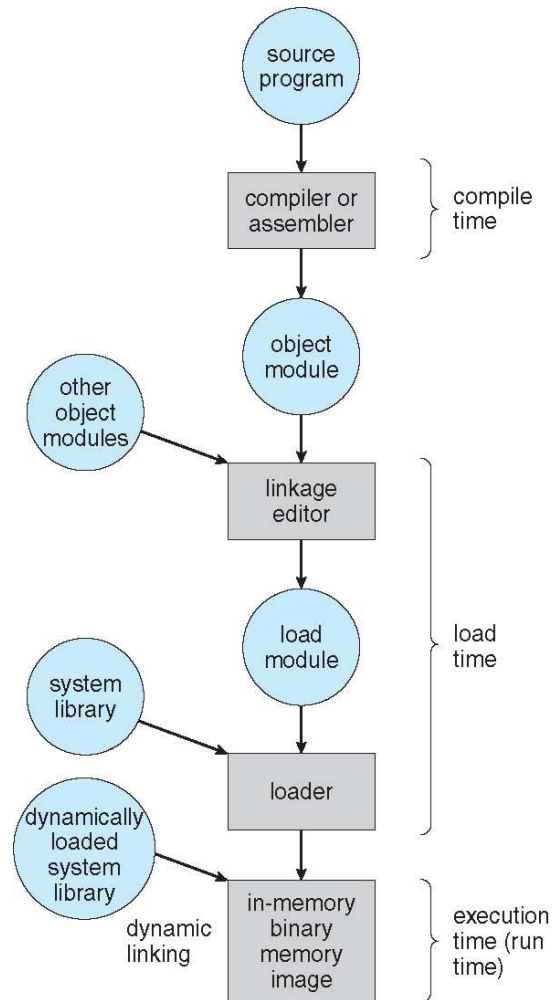 source
program
compiler or
assembler
compile
time
object
module
other
object
modules
linkage
editor
load
module
load
time
system
library
loader
dynamically
loaded
system
library
dynamic
linking
in-memory
binary
memory
image
execution
time (run
time)